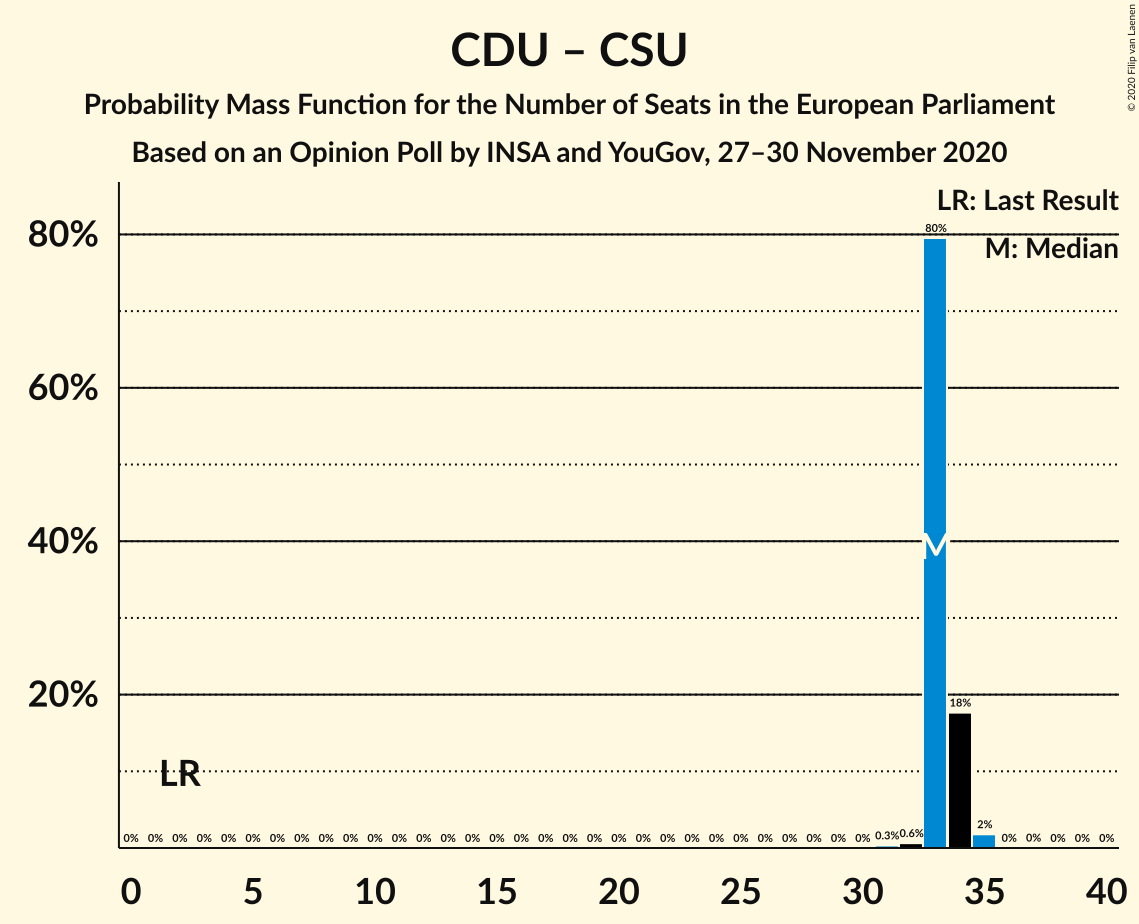 CDU – CSU
Probability Mass Function for the Number of Seats in the European Parliament
Based on an Opinion Poll by INSA and YouGov, 27–30 November 2020
© 2020 Filip van Laenen
LR: Last Result
M: Median
80%
60%
40%
20%
80%
M
18%
LR
0% 0% 0% 0% 0% 0% 0% 0% 0% 0% 0% 0% 0% 0% 0% 0% 0% 0% 0% 0% 0% 0% 0% 0% 0% 0% 0% 0% 0% 0% 0% 0.3% 0.6% 2% 0% 0% 0% 0% 0%
0 5 10 15 20 25 30 35 40